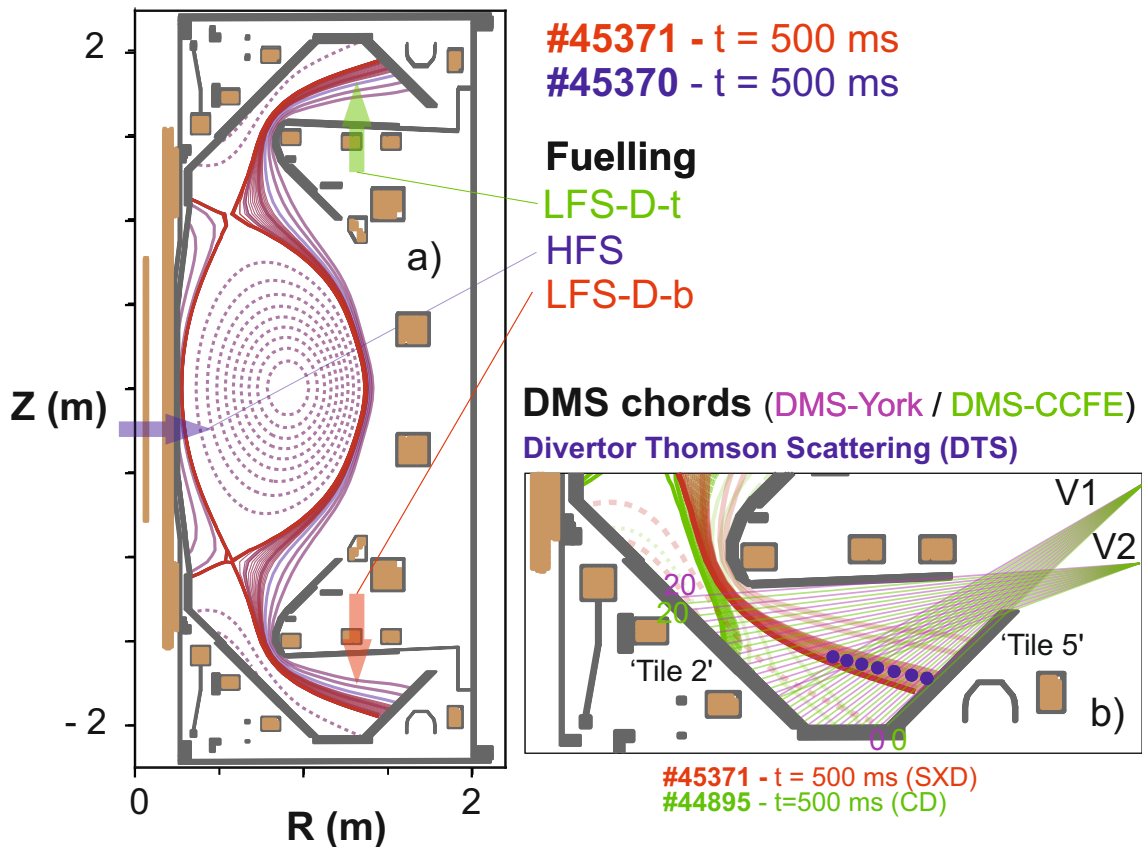 #45371 - t = 500 ms
#45370 - t = 500 ms
Fuelling
LFS-D-t
HFS
LFS-D-b
a)
2
Z (m)
- 2
0
2
R (m)
DMS chords (DMS-York / DMS-CCFE)
Divertor Thomson Scattering (DTS)
V1
V2
20
20
'Tile 2'
'Tile 5'
b)
0 0
#45371 - t = 500 ms (SXD)
#44895 - t=500 ms (CD)